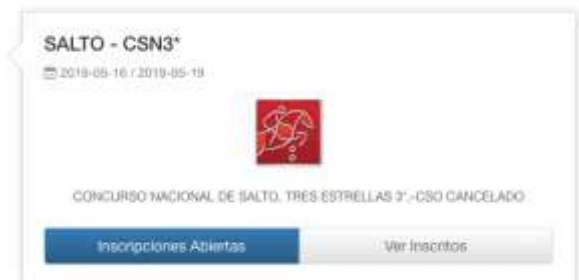 SALTO - CSN3*
2019-05-16 / 2019-05-19
CONCURSO NACIONAL DE SALTO, TRES ESTRELLAS 3*.-CSO CANCELADO
Inscripciones Abiertas
Ver Inscritos